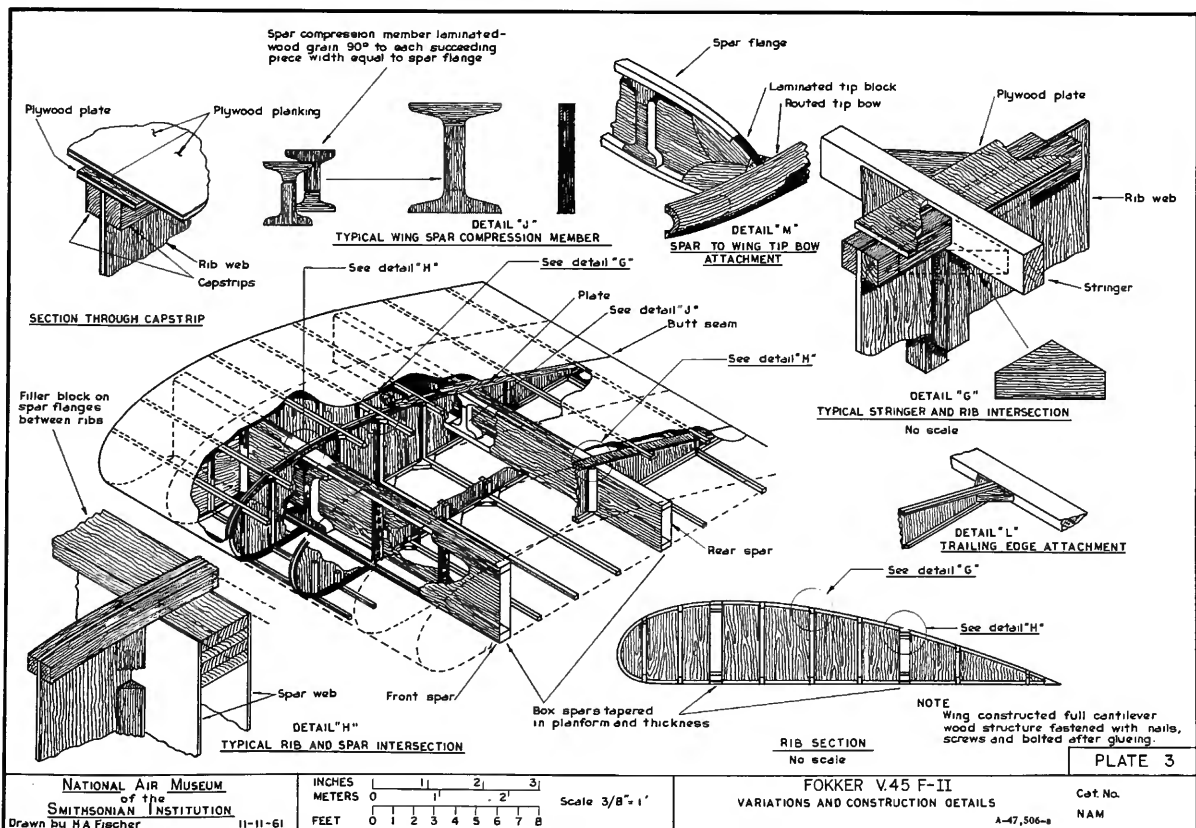 Spar compression member laminated-
wood grain 90° to each succeeding
piece width equal to spar flange
Plywood plate
Plywood planking
Rib web
Capstrips
SECTION THROUGH CAPSTRIP
DETAIL "J"
TYPICAL WING SPAR COMPRESSION MEMBER
Spar flange
Laminated tip block
Routed tip bow
DETAIL "M"
SPAR TO WING TIP BOW
ATTACHMENT
Plywood plate
Rib web
Stringer
DETAIL "G"
TYPICAL STRINGER AND RIB INTERSECTION
No scale
See detail "H"
See detail "G"
Plate
See detail "J"
Butt seam
See detail "H"
Filler block on
spar flanges
between ribs
Rear spar
DETAIL "L"
TRAILING EDGE ATTACHMENT
See detail "G"
See detail "H"
Spar web
Front spar
Box spars tapered
in planform and thickness
DETAIL "H"
TYPICAL RIB AND SPAR INTERSECTION
RIB SECTION
No scale
NOTE
Wing constructed full cantilever
wood structure fastened with nails,
screws and bolted after glueing.
PLATE 3
NATIONAL AIR MUSEUM
of the
SMITHSONIAN INSTITUTION
Drawn by H.A Fischer 11-11-61
INCHES 1 2 3
METERS 0 1' 2'
FEET 0 1 2 3 4 5 6 7 8
Scale 3/8"= 1'
FOKKER V.45 F-II
VARIATIONS AND CONSTRUCTION DETAILS
A-47,506-B
Cat. No.
NAM